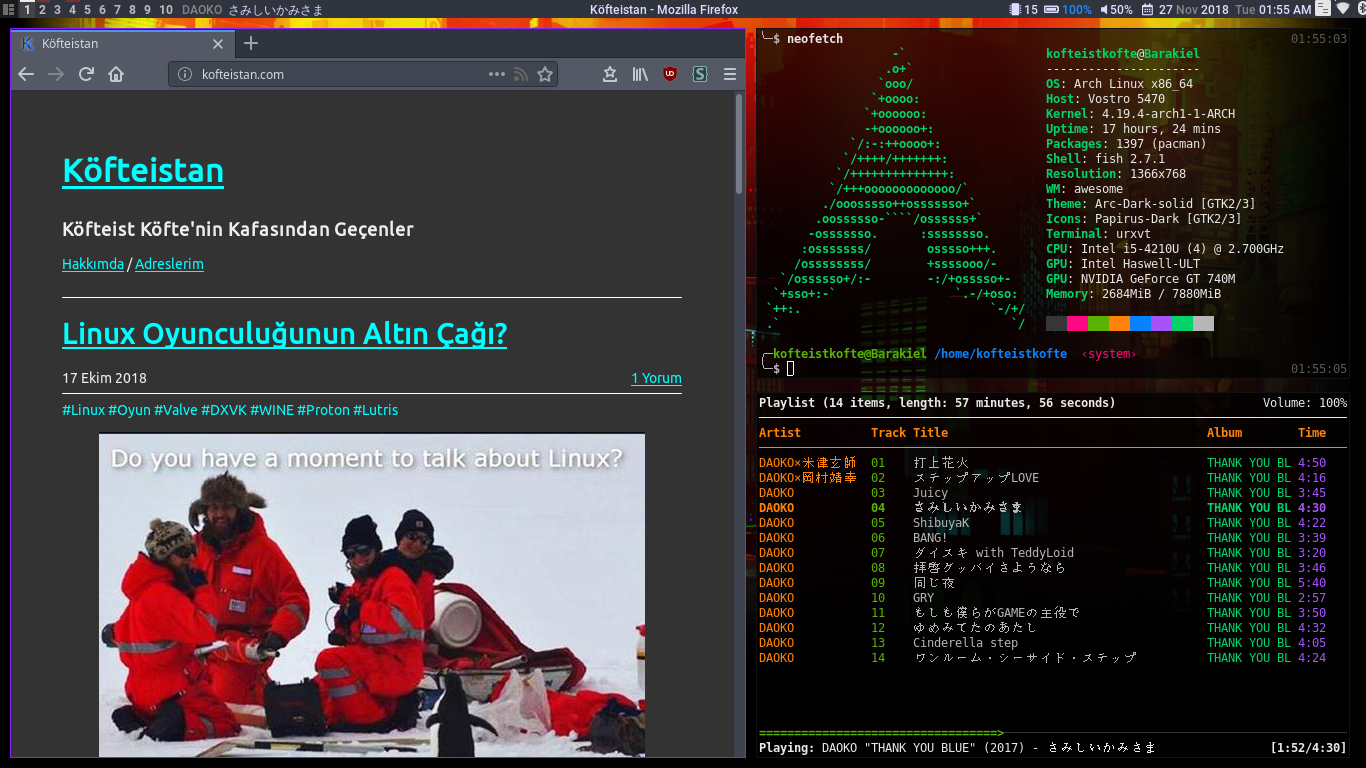 1 2 3 4 5 6 7 8 9 10 DAOKO さみしいかみさま
Köfteistan - Mozilla Firefox
15 100% 50% 27 Nov 2018 Tue 01:55 AM
Köfteistan
kofteistan.com
Köfteistan
Köfteist Köfte'nin Kafasından Geçenler
Hakkımda / Adreslerim
Linux Oyunculuğunun Altın Çağı?
17 Ekim 2018 1 Yorum
#Linux #Oyun #Valve #DXVK #WINE #Proton #Lutris
Do you have a moment to talk about Linux?
$ neofetch 01:55:03
kofteistkofte@Barakiel
----------------------
OS: Arch Linux x86_64
Host: Vostro 5470
Kernel: 4.19.4-arch1-1-ARCH
Uptime: 17 hours, 24 mins
Packages: 1397 (pacman)
Shell: fish 2.7.1
Resolution: 1366x768
WM: awesome
Theme: Arc-Dark-solid [GTK2/3]
Icons: Papirus-Dark [GTK2/3]
Terminal: urxvt
CPU: Intel i5-4210U (4) @ 2.700GHz
GPU: Intel Haswell-ULT
GPU: NVIDIA GeForce GT 740M
Memory: 2684MiB / 7880MiB
kofteistkofte@Barakiel /home/kofteistkofte ‹system›
$ 01:55:05
Playlist (14 items, length: 57 minutes, 56 seconds) Volume: 100%
Artist Track Title Album Time
DAOKO×米津玄師 01 打上花火 THANK YOU BL 4:50
DAOKO×岡村靖幸 02 ステップアップLOVE THANK YOU BL 4:16
DAOKO 03 Juicy THANK YOU BL 3:45
DAOKO 04 さみしいかみさま THANK YOU BL 4:30
DAOKO 05 ShibuyaK THANK YOU BL 4:22
DAOKO 06 BANG! THANK YOU BL 3:39
DAOKO 07 ダイスキ with TeddyLoid THANK YOU BL 3:20
DAOKO 08 拝啓グッバイさようなら THANK YOU BL 3:46
DAOKO 09 同じ夜 THANK YOU BL 5:40
DAOKO 10 GRY THANK YOU BL 2:57
DAOKO 11 もしも僕らがGAMEの主役で THANK YOU BL 3:50
DAOKO 12 ゆめみてたのあたし THANK YOU BL 4:32
DAOKO 13 Cinderella step THANK YOU BL 4:05
DAOKO 14 ワンルーム・シーサイド・ステップ THANK YOU BL 4:24
Playing: DAOKO "THANK YOU BLUE" (2017) - さみしいかみさま [1:52/4:30]